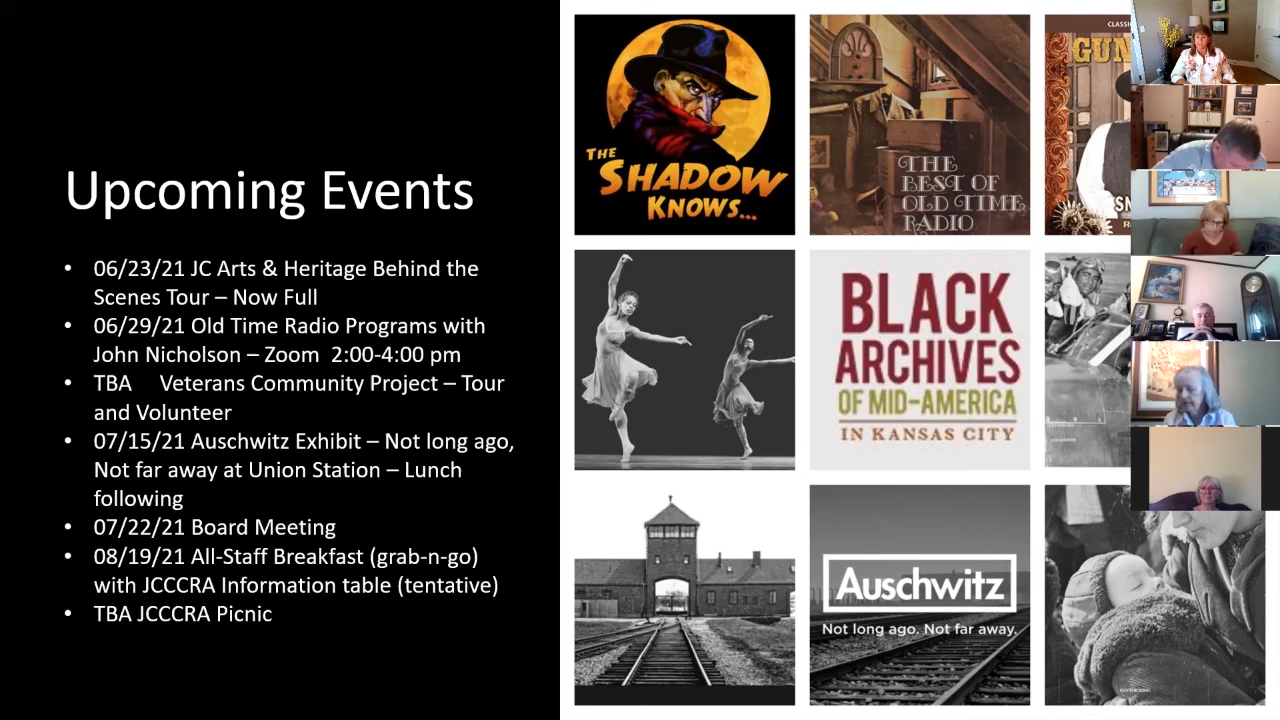 Upcoming Events
• 06/23/21 JC Arts & Heritage Behind the
Scenes Tour – Now Full
• 06/29/21 Old Time Radio Programs with
John Nicholson – Zoom 2:00-4:00 pm
• TBA Veterans Community Project – Tour
and Volunteer
• 07/15/21 Auschwitz Exhibit – Not long ago,
Not far away at Union Station – Lunch
following
• 07/22/21 Board Meeting
• 08/19/21 All-Staff Breakfast (grab-n-go)
with JCCCRA Information table (tentative)
• TBA JCCCRA Picnic
THE
SHADOW
KNOWS...
THE
BEST OF
OLD TIME
RADIO
CLASSIC
GUN
BLACK
ARCHIVES
OF MID-AMERICA
IN KANSAS CITY
Auschwitz
Not long ago. Not far away.